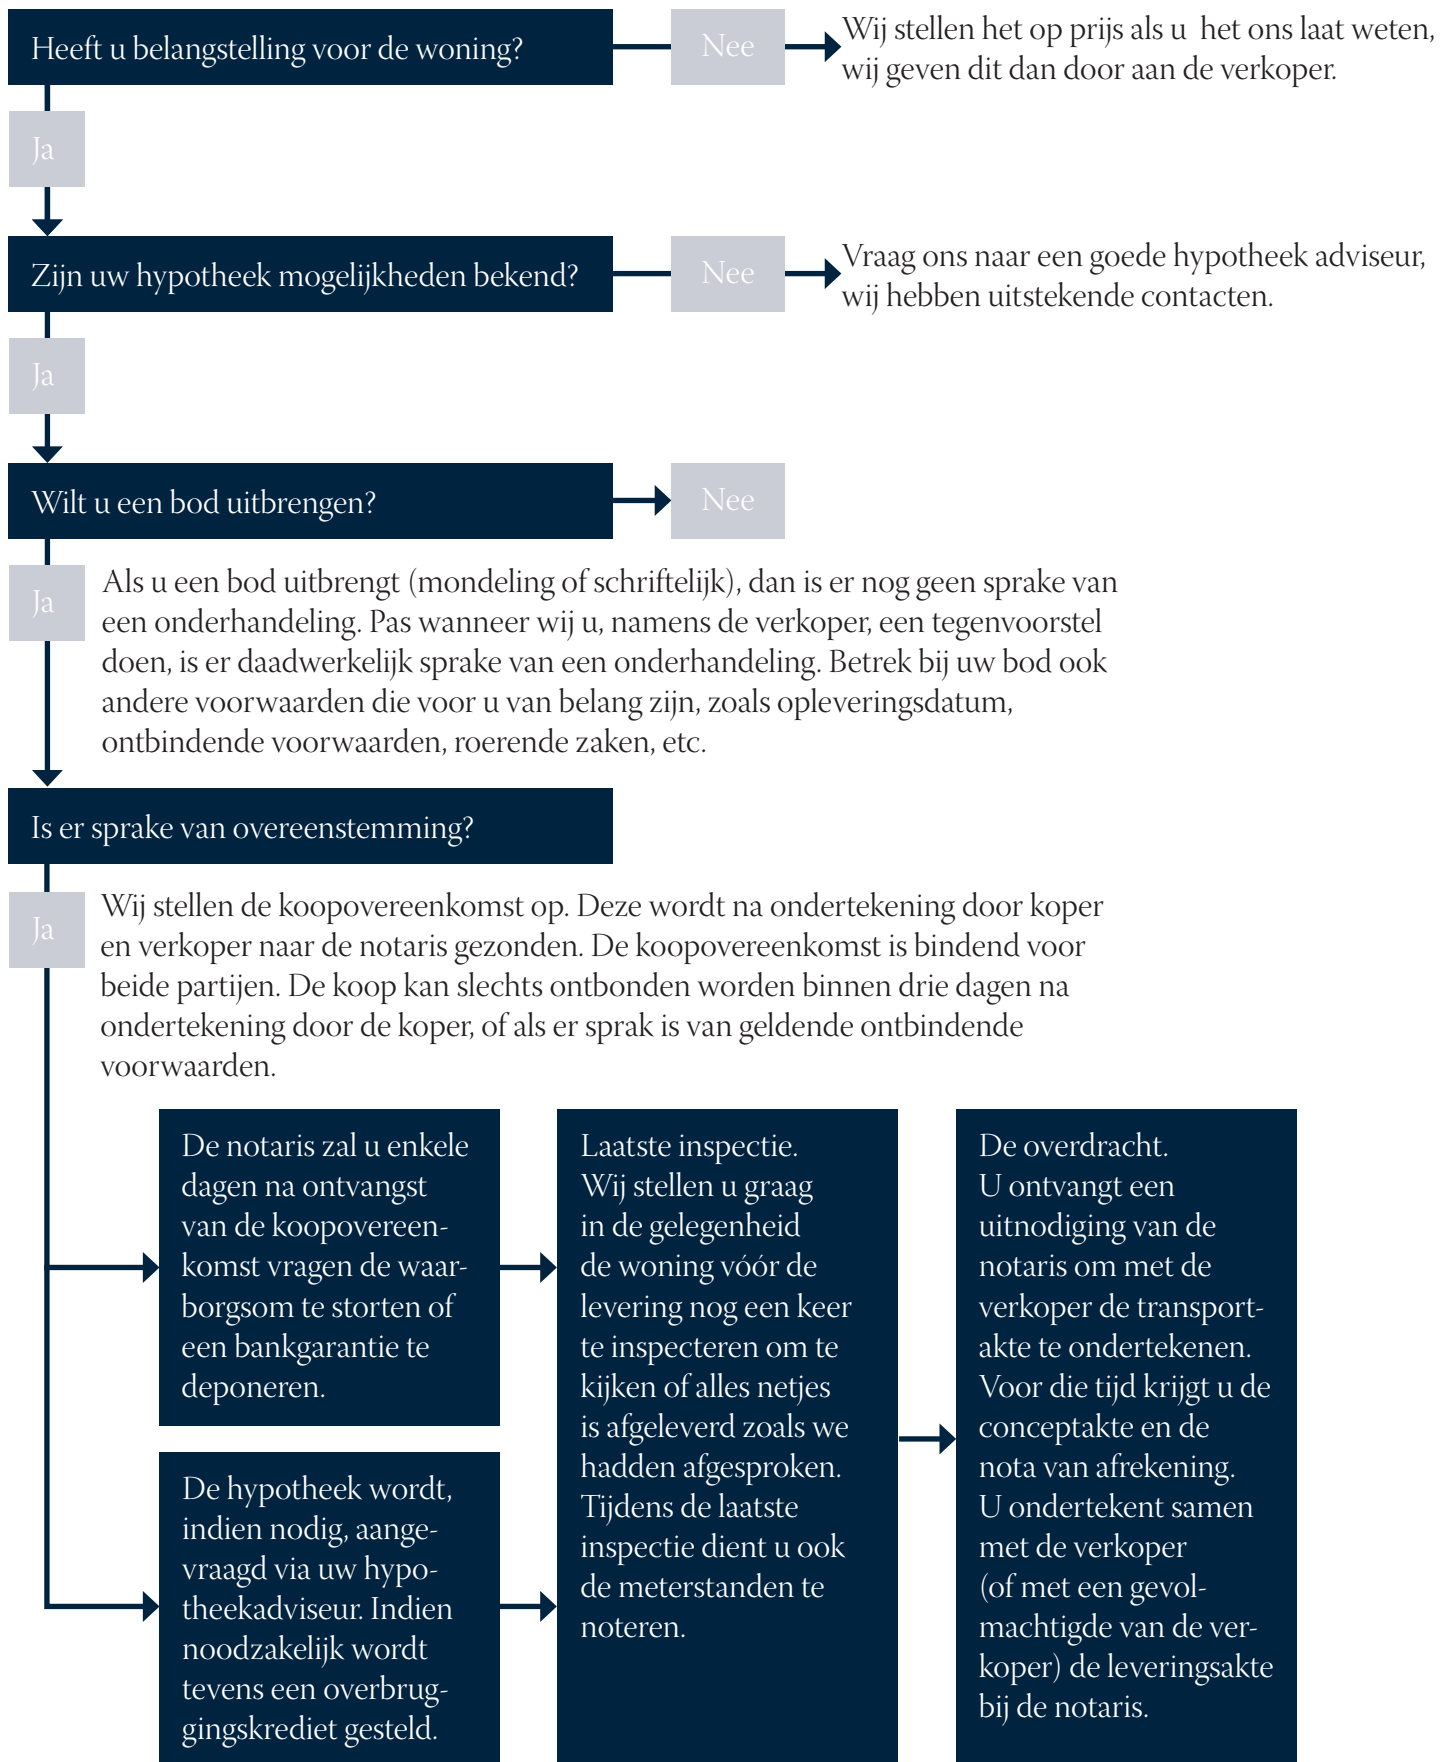 Heeft u belangstelling voor de woning?
Nee
Wij stellen het op prijs als u  het ons laat weten,
wij geven dit dan door aan de verkoper.
Ja
Zijn uw hypotheek mogelijkheden bekend?
Nee
Vraag ons naar een goede hypotheek adviseur,
wij hebben uitstekende contacten.
Ja
Wilt u een bod uitbrengen?
Nee
Ja
Als u een bod uitbrengt (mondeling of schriftelijk), dan is er nog geen sprake van
een onderhandeling. Pas wanneer wij u, namens de verkoper, een tegenvoorstel
doen, is er daadwerkelijk sprake van een onderhandeling. Betrek bij uw bod ook
andere voorwaarden die voor u van belang zijn, zoals opleveringsdatum,
ontbindende voorwaarden, roerende zaken, etc.
Is er sprake van overeenstemming?
Ja
Wij stellen de koopovereenkomst op. Deze wordt na ondertekening door koper
en verkoper naar de notaris gezonden. De koopovereenkomst is bindend voor
beide partijen. De koop kan slechts ontbonden worden binnen drie dagen na
ondertekening door de koper, of als er sprak is van geldende ontbindende
voorwaarden.
De notaris zal u enkele
dagen na ontvangst
van de koopovereen-
komst vragen de waar-
borgsom te storten of
een bankgarantie te
deponeren.
De hypotheek wordt,
indien nodig, aange-
vraagd via uw hypo-
theekadviseur. Indien
noodzakelijk wordt
tevens een overbrug-
gingskrediet gesteld.
Laatste inspectie.
Wij stellen u graag
in de gelegenheid
de woning vóór de
levering nog een keer
te inspecteren om te
kijken of alles netjes
is afgeleverd zoals we
hadden afgesproken.
Tijdens de laatste
inspectie dient u ook
de meterstanden te
noteren.
De overdracht.
U ontvangt een
uitnodiging van de
notaris om met de
verkoper de transport-
akte te ondertekenen.
Voor die tijd krijgt u de
conceptakte en de
nota van afrekening.
U ondertekent samen
met de verkoper
(of met een gevol-
machtigde van de ver-
koper) de leveringsakte
bij de notaris.